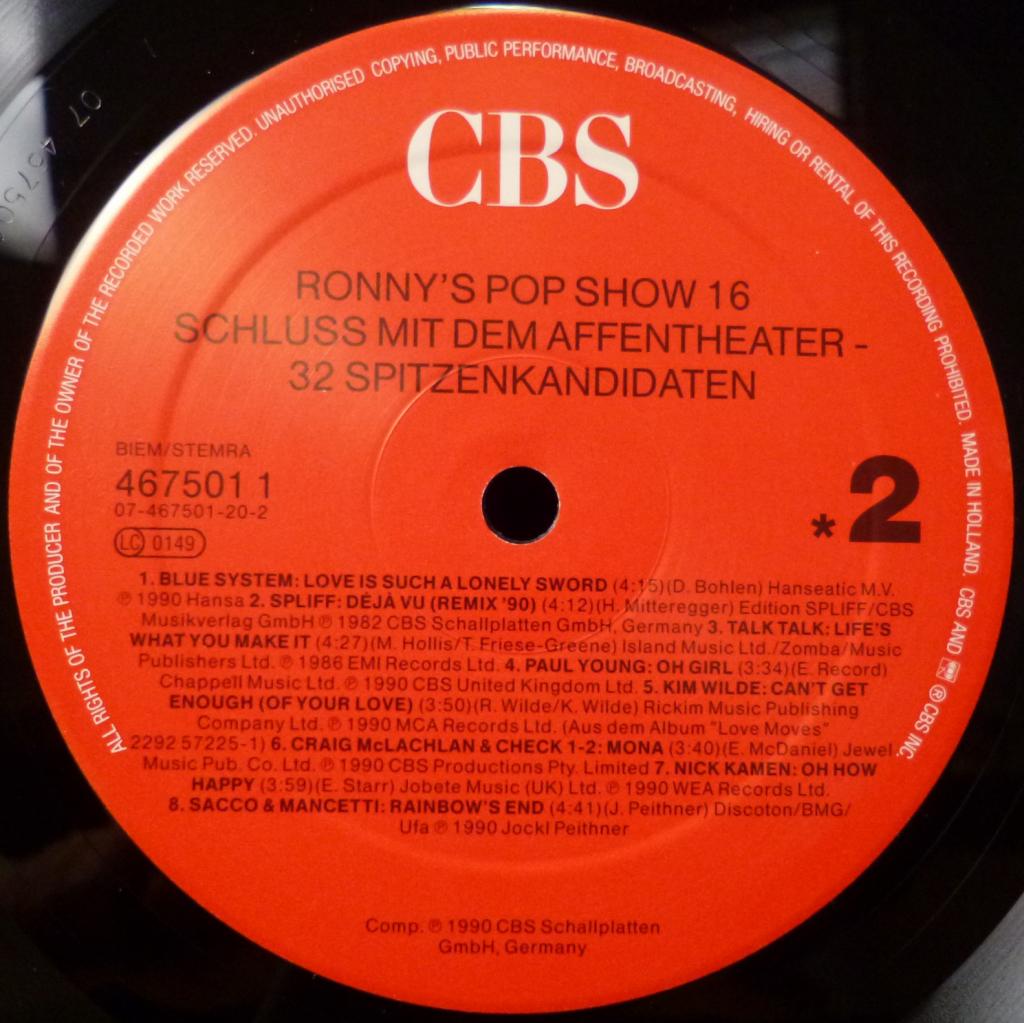 ALL RIGHTS OF THE PRODUCER AND OF THE OWNER OF THE RECORDED WORK RESERVED. UNAUTHORISED COPYING, PUBLIC PERFORMANCE, BROADCASTING, HIRING OR RENTAL OF THIS RECORDING PROHIBITED. MADE IN HOLLAND. CBS AND ® CBS INC.
CBS
RONNY'S POP SHOW 16
SCHLUSS MIT DEM AFFENTHEATER -
32 SPITZENKANDIDATEN
BIEM/STEMRA
467501 1
07-467501-20-2
LC 0149
* 2
1. BLUE SYSTEM: LOVE IS SUCH A LONELY SWORD (4:15)(D. Bohlen) Hanseatic M.V.
℗ 1990 Hansa 2. SPLIFF: DÉJÀ VU (REMIX '90) (4:12)(H. Mitteregger) Edition SPLIFF/CBS
Musikverlag GmbH ℗ 1982 CBS Schallplatten GmbH, Germany 3. TALK TALK: LIFE'S
WHAT YOU MAKE IT (4:27)(M. Hollis/T. Friese-Greene) Island Music Ltd./Zomba/Music
Publishers Ltd. ℗ 1986 EMI Records Ltd. 4. PAUL YOUNG: OH GIRL (3:34)(E. Record)
Chappell Music Ltd. ℗ 1990 CBS United Kingdom Ltd. 5. KIM WILDE: CAN'T GET
ENOUGH (OF YOUR LOVE) (3:50)(R. Wilde/K. Wilde) Rickim Music Publishing
Company Ltd. ℗ 1990 MCA Records Ltd. (Aus dem Album "Love Moves"
2292 57225-1) 6. CRAIG McLACHLAN & CHECK 1-2: MONA (3:40)(E. McDaniel) Jewel
Music Pub. Co. Ltd. ℗ 1990 CBS Productions Pty. Limited 7. NICK KAMEN: OH HOW
HAPPY (3:59)(E. Starr) Jobete Music (UK) Ltd. ℗ 1990 WEA Records Ltd.
8. SACCO & MANCETTI: RAINBOW'S END (4:41)(J. Peithner) Discoton/BMG/
Ufa ℗ 1990 Jockl Peithner
Comp. ℗ 1990 CBS Schallplatten
GmbH, Germany